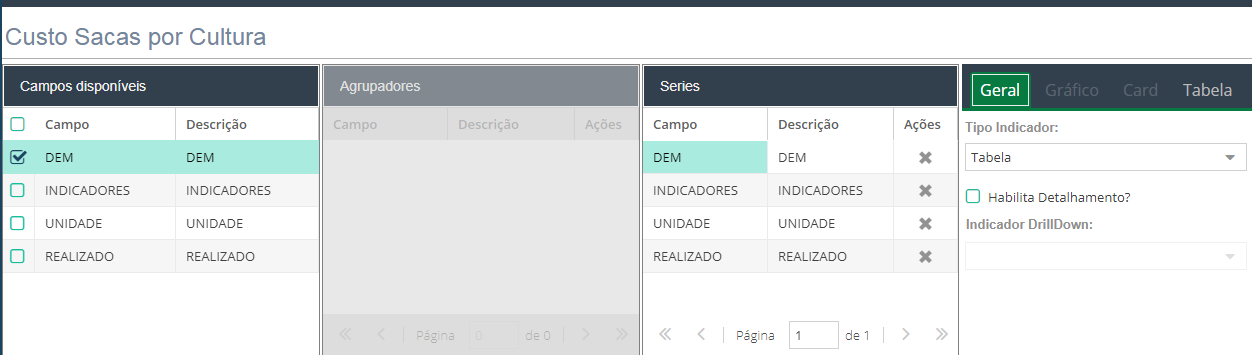 Custo Sacas por Cultura
Campos disponíveis
Campo Descrição
DEM DEM
INDICADORES INDICADORES
UNIDADE UNIDADE
REALIZADO REALIZADO
Agrupadores
Campo Descrição Ações
Página 0 de 0
Series
Campo Descrição Ações
DEM DEM
INDICADORES INDICADORES
UNIDADE UNIDADE
REALIZADO REALIZADO
Página 1 de 1
Geral Gráfico Card Tabela
Tipo Indicador:
Tabela
Habilita Detalhamento?
Indicador DrillDown: